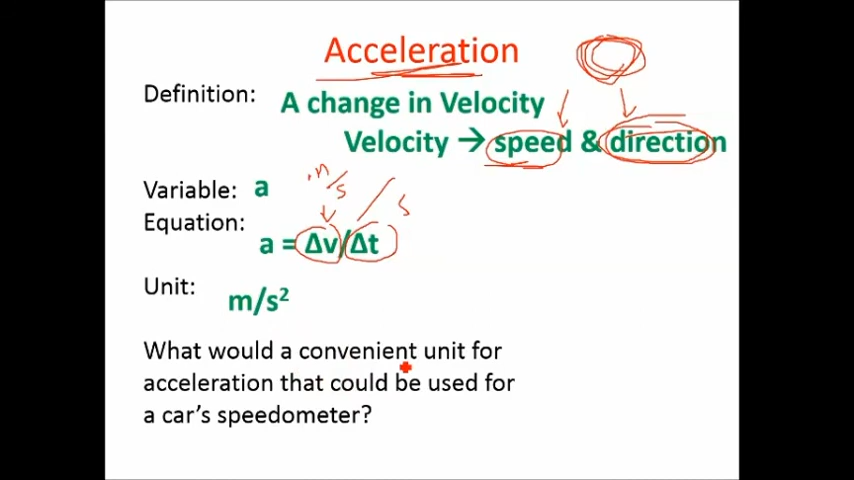 Acceleration
Definition:
A change in Velocity
Velocity → speed & direction
m/s
Variable: a
s
Equation:
a = Δv/Δt
Unit:
m/s²
What would a convenient unit for
acceleration that could be used for
a car's speedometer?